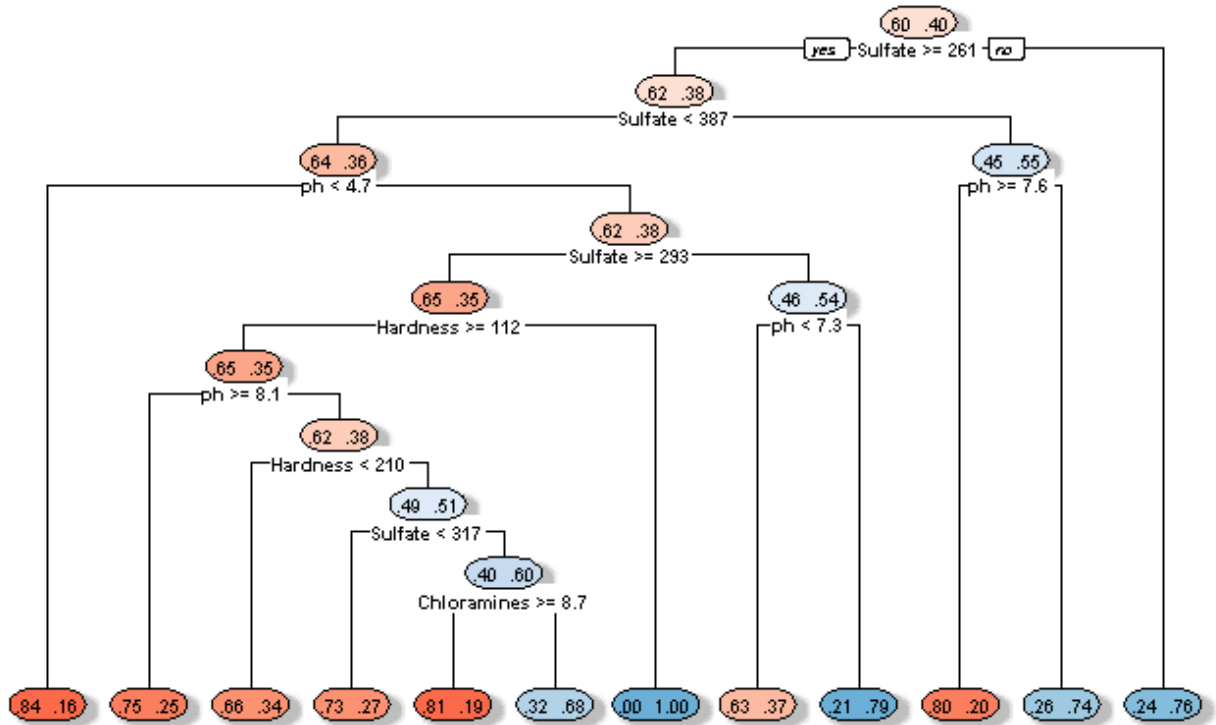 .60 .40
yes Sulfate >= 261 no
.62 .38
Sulfate < 387
.64 .36 .45 .55
ph < 4.7 ph >= 7.6
.62 .38
Sulfate >= 293
.65 .35 .46 .54
Hardness >= 112 ph < 7.3
.65 .35
ph >= 8.1
.62 .38
Hardness < 210
.49 .51
Sulfate < 317
.40 .60
Chloramines >= 8.7
.84 .16 .75 .25 .66 .34 .73 .27 .81 .19 .32 .68 .00 1.00 .63 .37 .21 .79 .80 .20 .26 .74 .24 .76